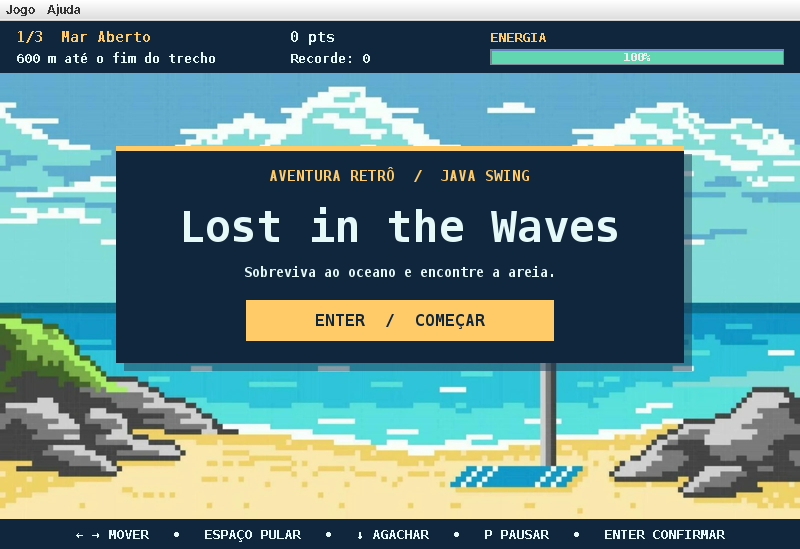 Jogo Ajuda
1/3 Mar Aberto
0 pts
ENERGIA
600 m até o fim do trecho
Recorde: 0
100%
AVENTURA RETRÔ / JAVA SWING
Lost in the Waves
Sobreviva ao oceano e encontre a areia.
ENTER / COMEÇAR
← → MOVER • ESPAÇO PULAR • ↓ AGACHAR • P PAUSAR • ENTER CONFIRMAR